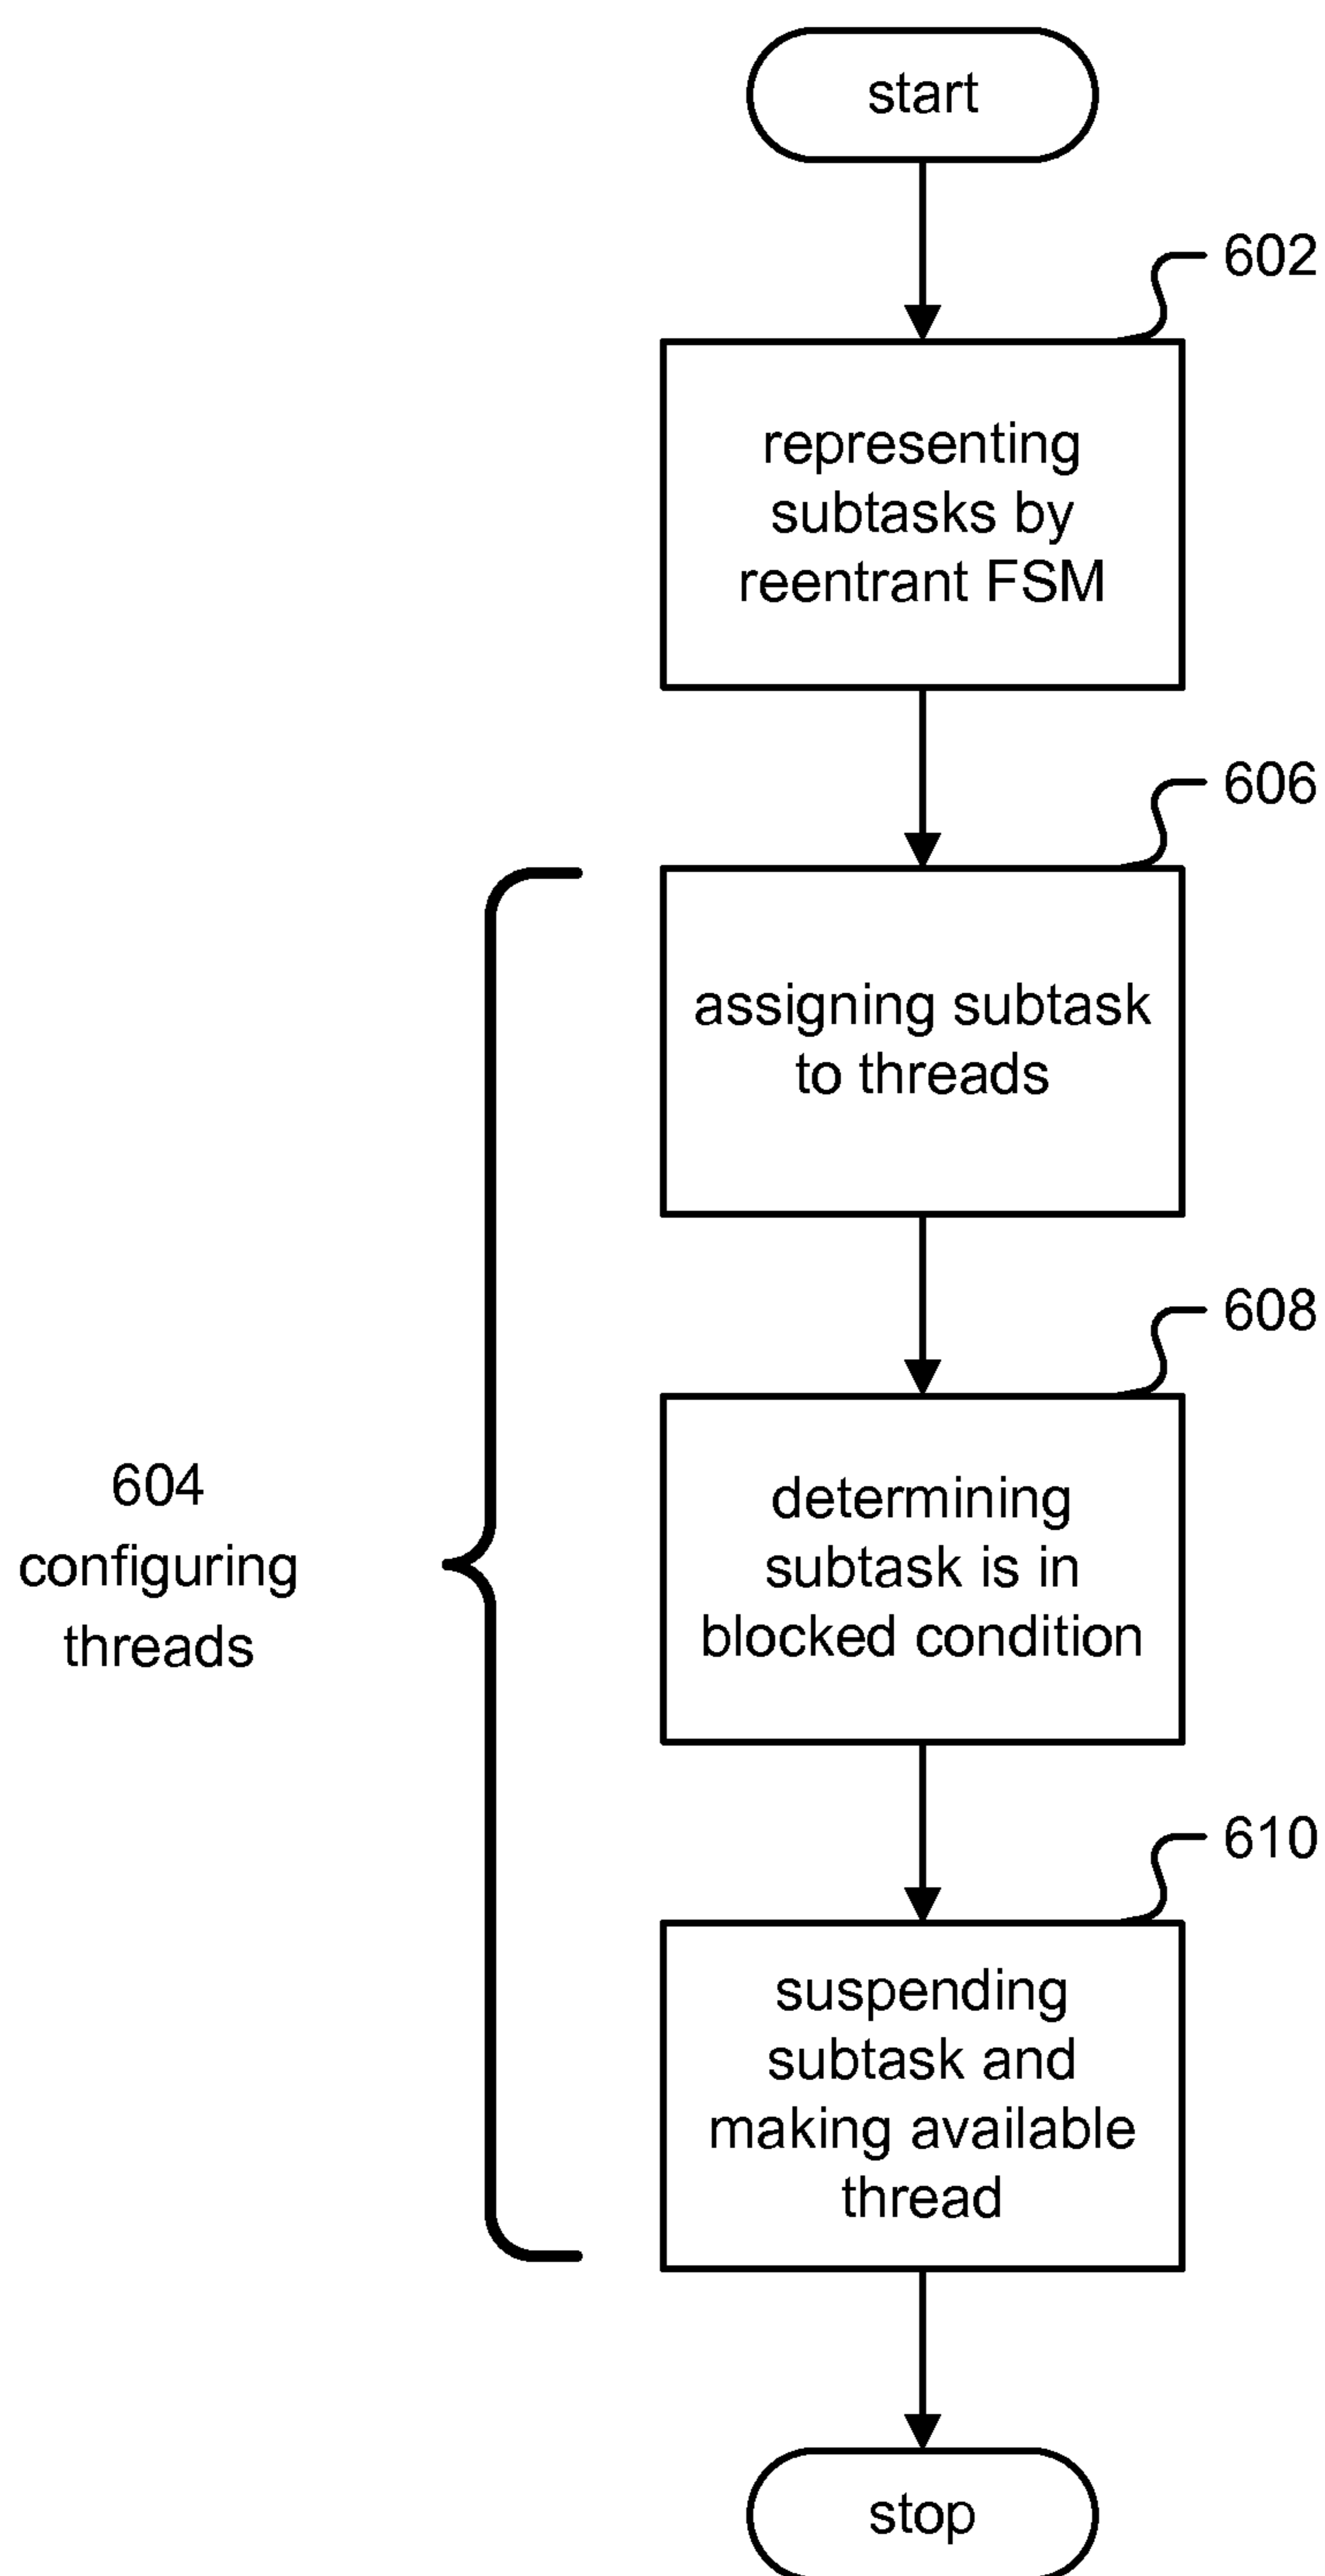 start
602
representing
subtasks by
reentrant FSM
606
assigning subtask
to threads
608
determining
subtask is in
blocked condition
604
configuring
threads
610
suspending
subtask and
making available
thread
stop